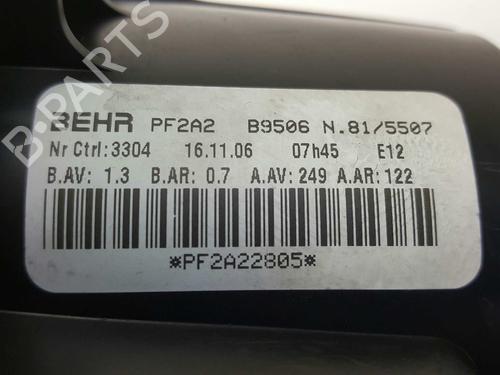 BEHR PF2A2 B9506 N.81/5507
Nr Ctrl:3304 16.11.06 07h45 E12
B.AV: 1.3 B.AR: 0.7 A.AV: 249 A.AR: 122
*PF2A22805*
B-PARTS